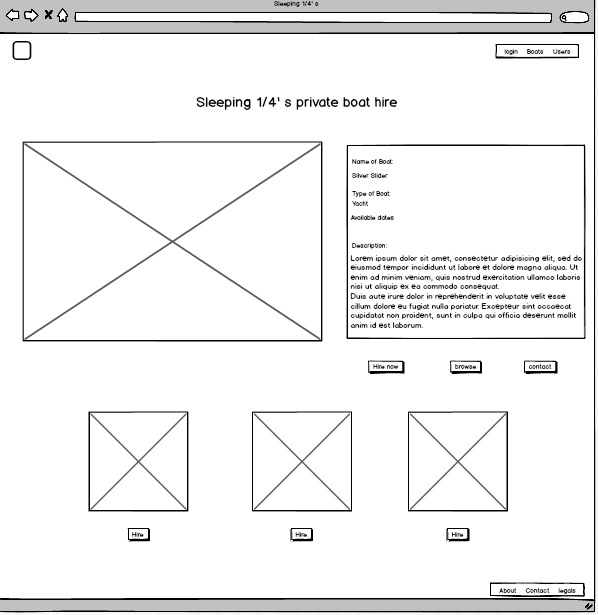 Sleeping 1/4' s
login Boats Users
Sleeping 1/4' s private boat hire
Name of Boat:
Silver Slider
Type of Boat:
Yacht
Available dates
Description:
Lorem ipsum dolor sit amet, consectetur adipisicing elit, sed do
eiusmod tempor incididunt ut labore et dolore magna aliqua. Ut
enim ad minim veniam, quis nostrud exercitation ullamco laboris
nisi ut aliquip ex ea commodo consequat.
Duis aute irure dolor in reprehenderit in voluptate velit esse
cillum dolore eu fugiat nulla pariatur. Excepteur sint occaecat
cupidatat non proident, sunt in culpa qui officia deserunt mollit
anim id est laborum.
Hire now browse contact
Hire Hire Hire
About Contact legals